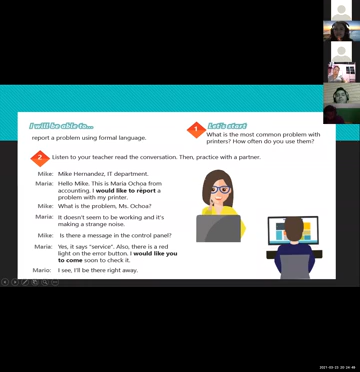 I will be able to...
report a problem using formal language.
1 Let's start
What is the most common problem with
printers? How often do you use them?
2 Listen to your teacher read the conversation. Then, practice with a partner.
Mike: Mike Hernandez, IT department.
Maria: Hello Mike. This is Maria Ochoa from
accounting. I would like to report a
problem with my printer.
Mike: What is the problem, Ms. Ochoa?
Maria: It doesn't seem to be working and it's
making a strange noise.
Mike: Is there a message in the control panel?
Maria: Yes, it says "service". Also, there is a red
light on the error button. I would like you
to come soon to check it.
Mario: I see, I'll be there right away.